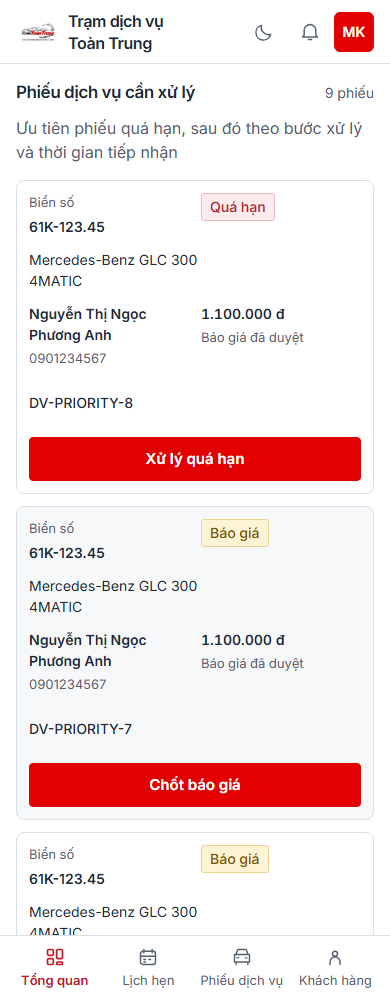 Toàn Trung
Trạm dịch vụ
Toàn Trung
MK
Phiếu dịch vụ cần xử lý
9 phiếu
Ưu tiên phiếu quá hạn, sau đó theo bước xử lý
và thời gian tiếp nhận
Biển số
Quá hạn
61K-123.45
Mercedes-Benz GLC 300
4MATIC
Nguyễn Thị Ngọc
Phương Anh
1.100.000 đ
Báo giá đã duyệt
0901234567
DV-PRIORITY-8
Xử lý quá hạn
Biển số
Báo giá
61K-123.45
Mercedes-Benz GLC 300
4MATIC
Nguyễn Thị Ngọc
Phương Anh
1.100.000 đ
Báo giá đã duyệt
0901234567
DV-PRIORITY-7
Chốt báo giá
Biển số
Báo giá
61K-123.45
Mercedes-Benz GLC 300
4MATIC
Tổng quan
Lịch hẹn
Phiếu dịch vụ
Khách hàng